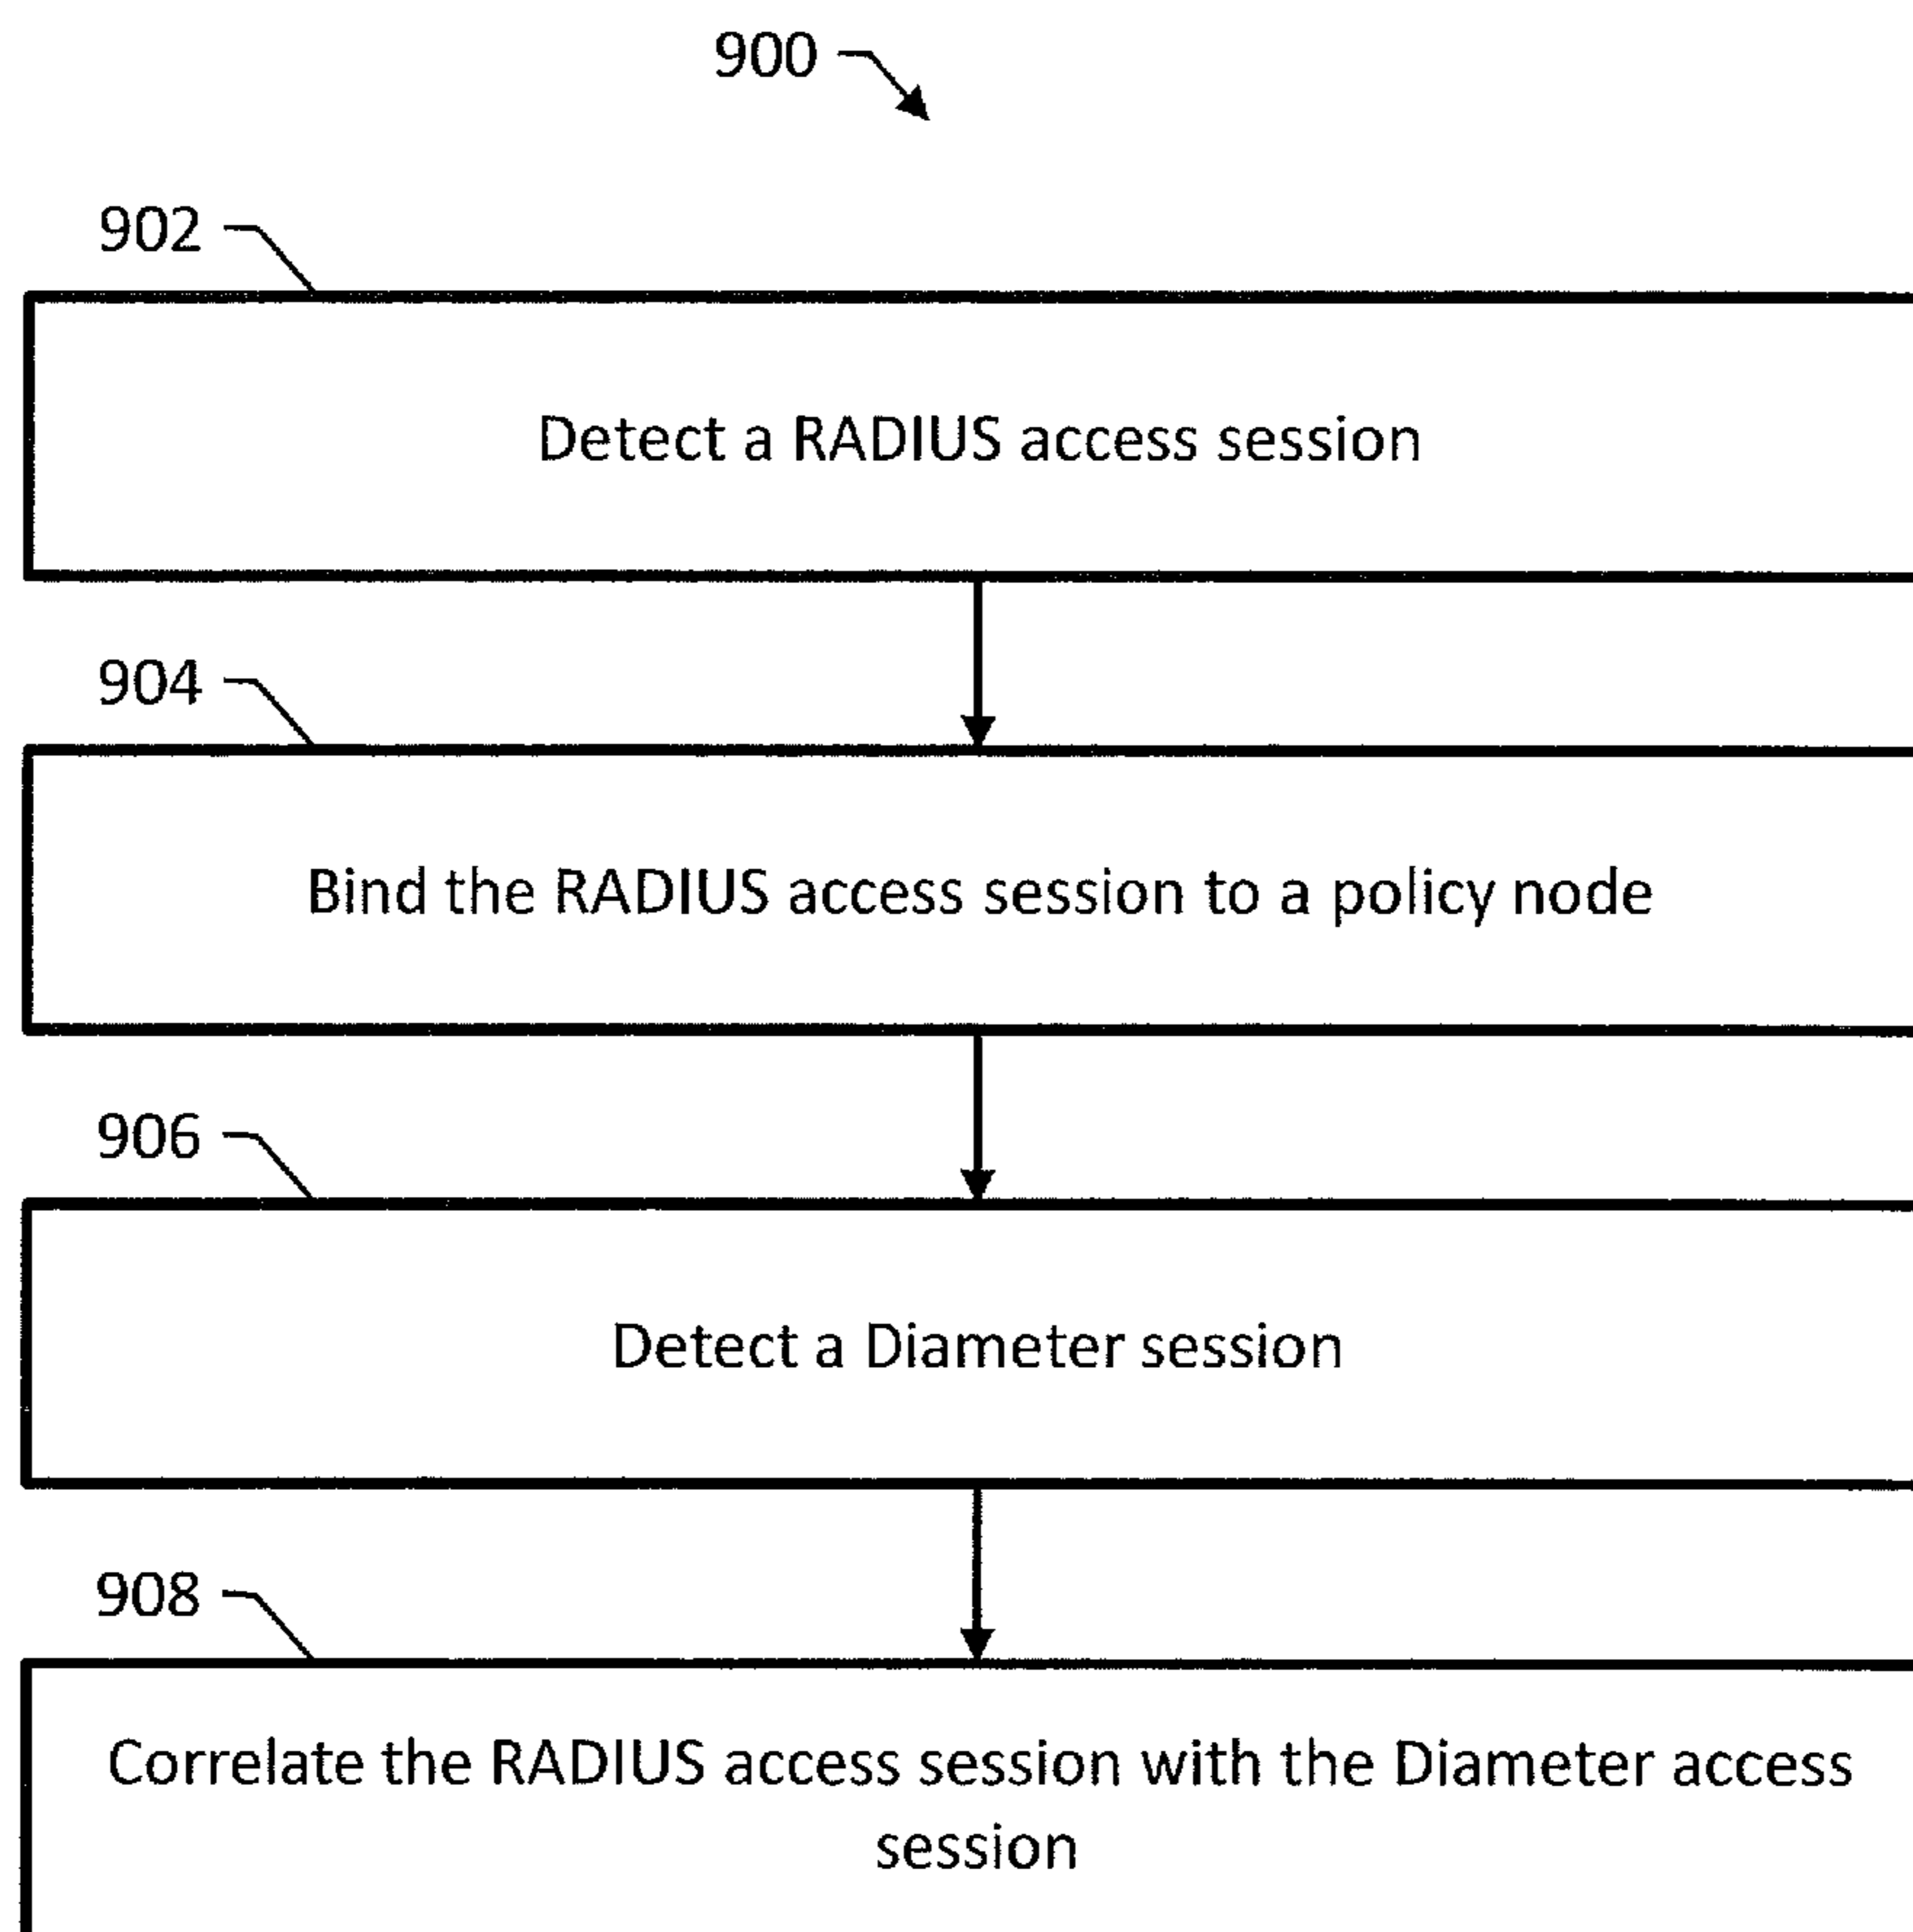 900
902
Detect a RADIUS access session
904
Bind the RADIUS access session to a policy node
906
Detect a Diameter session
908
Correlate the RADIUS access session with the Diameter access
session